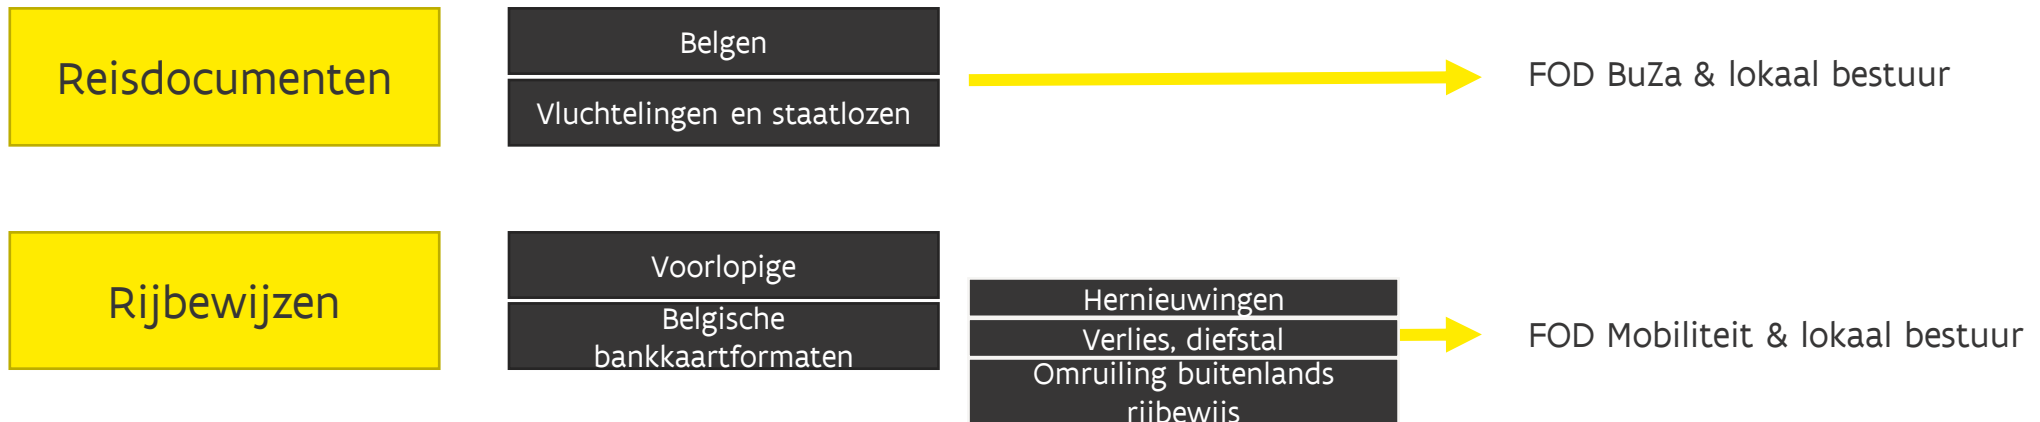 Reisdocumenten
Belgen
Vluchtelingen en staatlozen
FOD BuZa & lokaal bestuur
Rijbewijzen
Voorlopige
Belgische
bankkaartformaten
Hernieuwingen
Verlies, diefstal
Omruiling buitenlands
rijbewijs
FOD Mobiliteit & lokaal bestuur